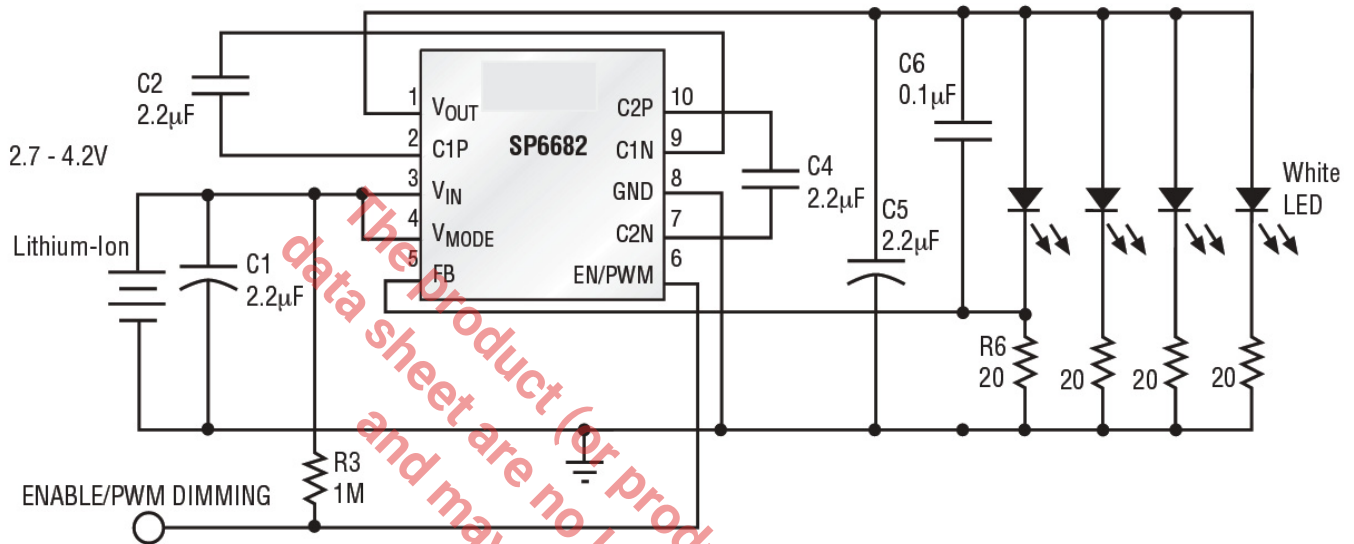 C2
2.2µF
2.7 - 4.2V
Lithium-Ion
C1
2.2µF
1
VOUT
2
C1P
3
VIN
4
VMODE
5
FB
SP6682
10
C2P
9
C1N
8
GND
7
C2N
6
EN/PWM
C4
2.2µF
C5
2.2µF
C6
0.1µF
White
LED
R6
20
20
20
20
R3
1M
ENABLE/PWM DIMMING
The product (or produ
data sheet are no l
and may